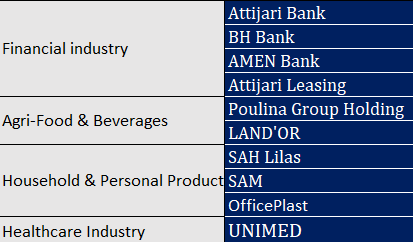 Financial industry
Attijari Bank
BH Bank
AMEN Bank
Attijari Leasing
Agri-Food & Beverages
Poulina Group Holding
LAND'OR
Household & Personal Product
SAH Lilas
SAM
OfficePlast
Healthcare Industry
UNIMED